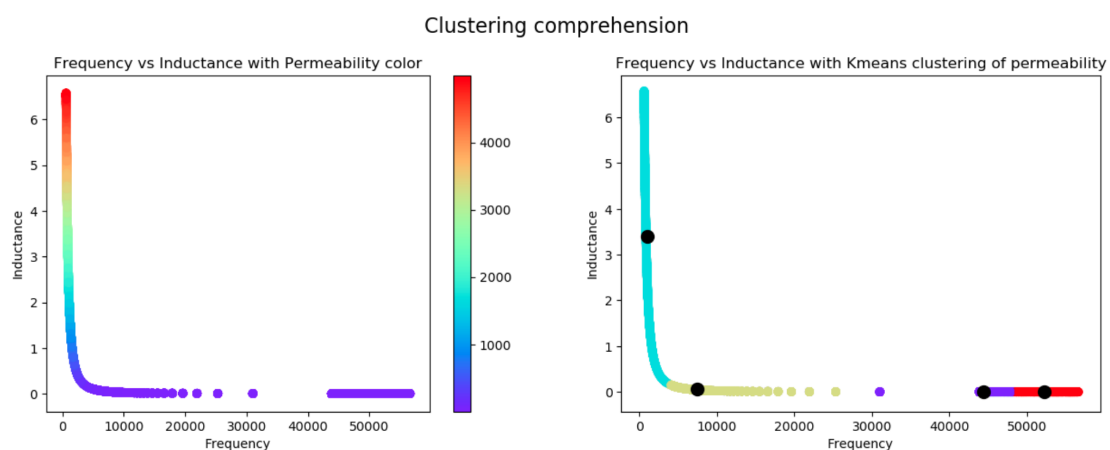 Clustering comprehension
Frequency vs Inductance with Permeability color
6
5
4
3
2
1
0
Inductance
0 10000 20000 30000 40000 50000
Frequency
4000
3000
2000
1000
Frequency vs Inductance with Kmeans clustering of permeability
6
5
4
3
2
1
0
Inductance
0 10000 20000 30000 40000 50000
Frequency